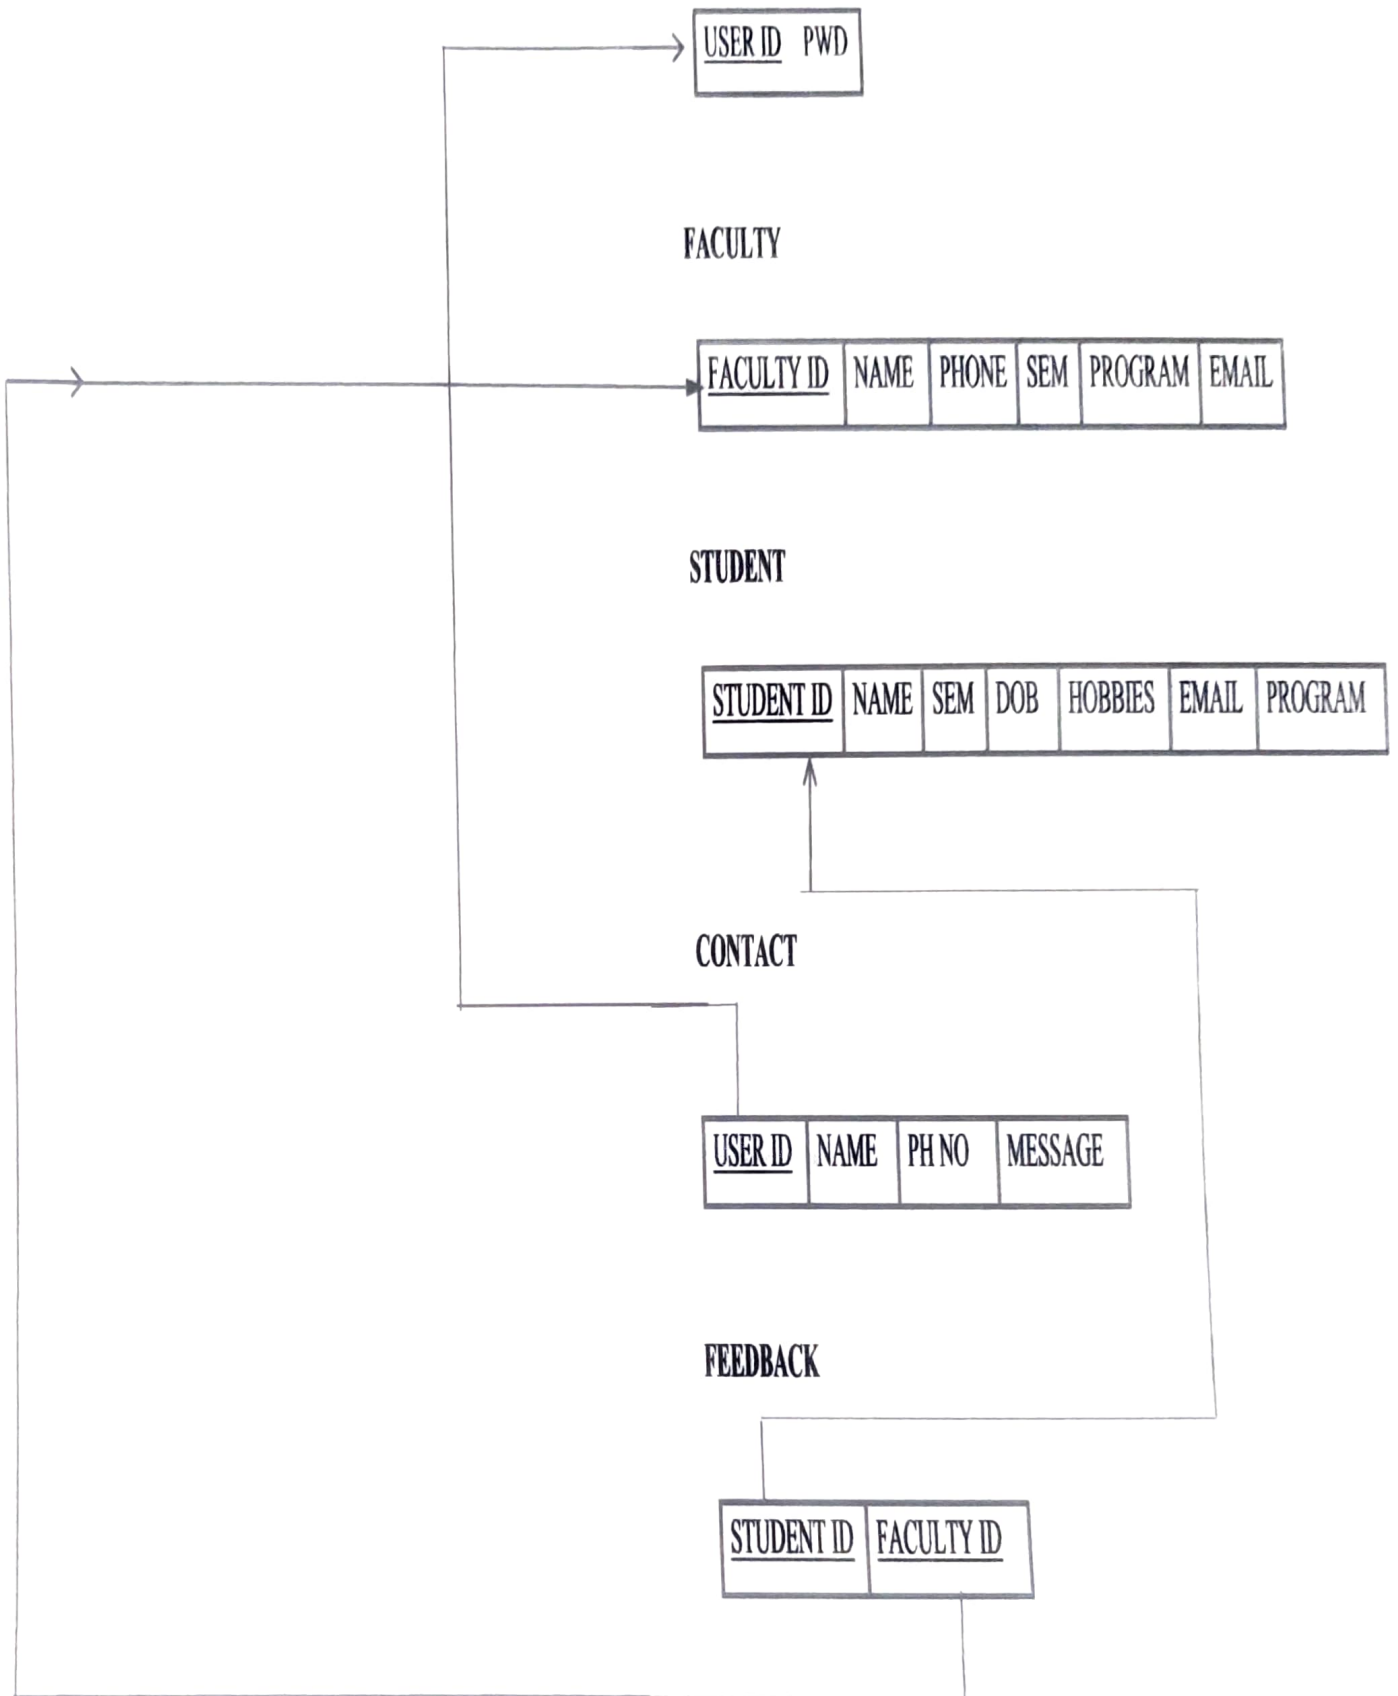 USER ID PWD
FACULTY
FACULTY ID NAME PHONE SEM PROGRAM EMAIL
STUDENT
STUDENT ID NAME SEM DOB HOBBIES EMAIL PROGRAM
CONTACT
USER ID NAME PH NO MESSAGE
FEEDBACK
STUDENT ID FACULTY ID